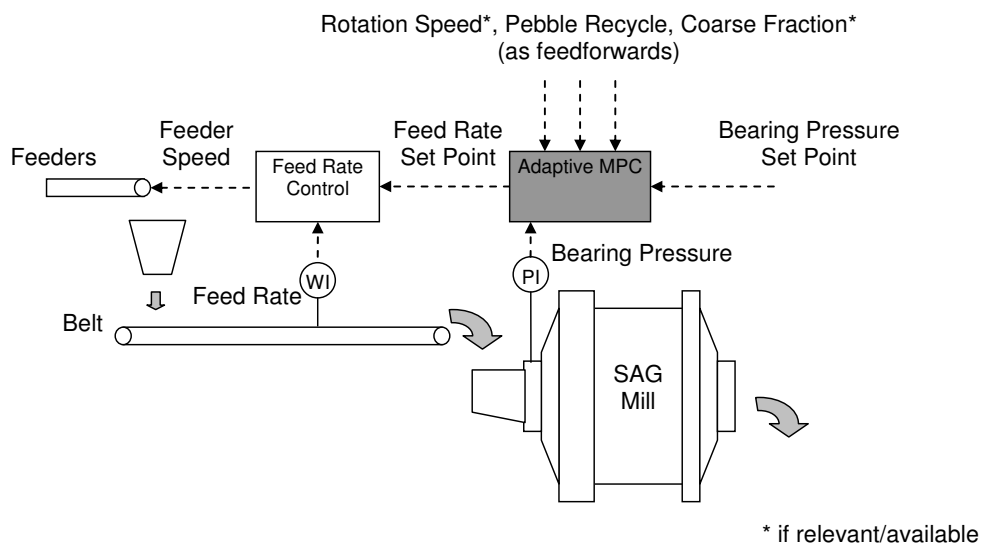 Rotation Speed*, Pebble Recycle, Coarse Fraction*
(as feedforwards)
Feeders
Feeder
Speed
Feed Rate
Control
Feed Rate
Set Point
Adaptive MPC
Bearing Pressure
Set Point
WI
Feed Rate
PI
Bearing Pressure
Belt
SAG
Mill
* if relevant/available